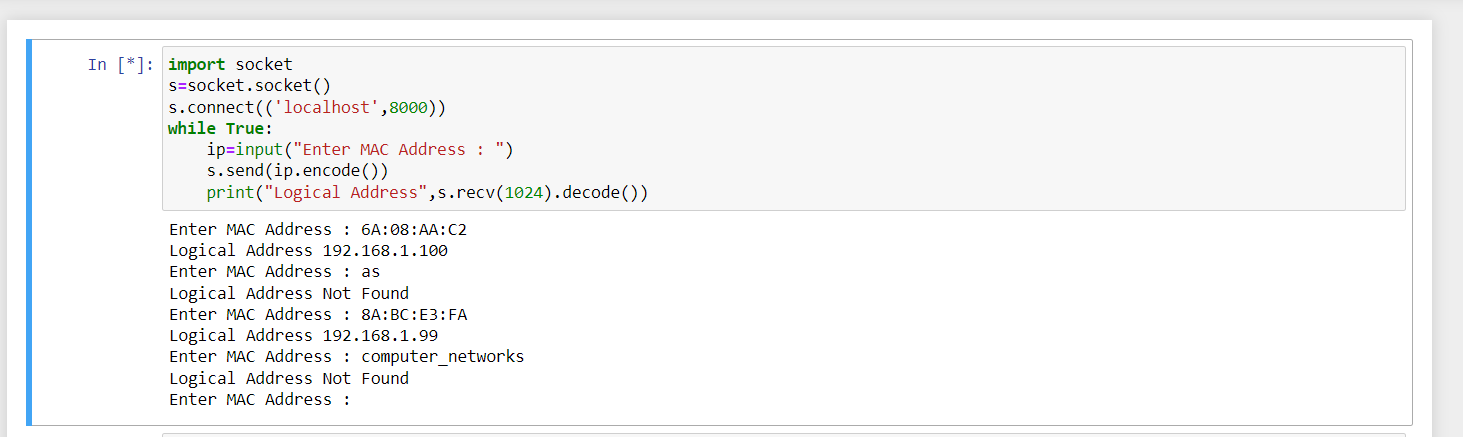 In [*]: import socket
s=socket.socket()
s.connect(('localhost',8000))
while True:
    ip=input("Enter MAC Address : ")
    s.send(ip.encode())
    print("Logical Address",s.recv(1024).decode())
Enter MAC Address : 6A:08:AA:C2
Logical Address 192.168.1.100
Enter MAC Address : as
Logical Address Not Found
Enter MAC Address : 8A:BC:E3:FA
Logical Address 192.168.1.99
Enter MAC Address : computer_networks
Logical Address Not Found
Enter MAC Address :